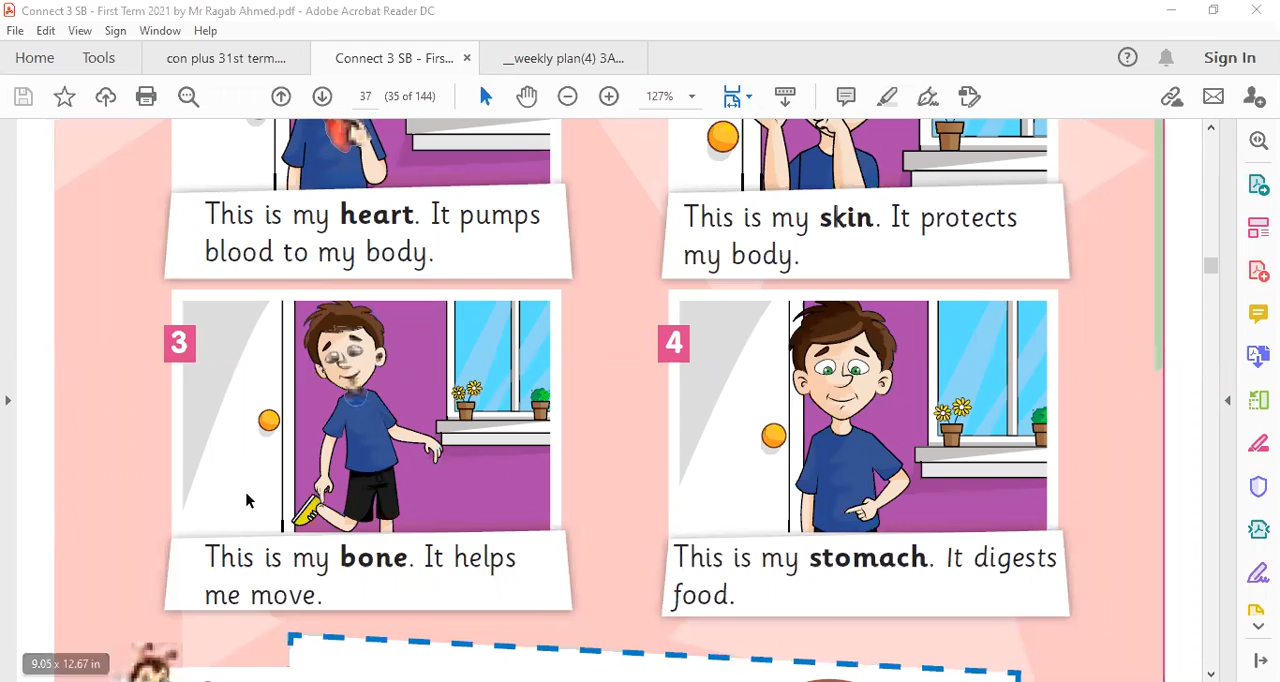 Connect 3 SB - First Term 2021 by Mr Ragab Ahmed.pdf - Adobe Acrobat Reader DC
File Edit View Sign Window Help
Home Tools con plus 31st term.... Connect 3 SB - Firs... × __weekly plan(4) 3A... Sign In
37 (35 of 144) 127%
This is my heart. It pumps
blood to my body.
This is my skin. It protects
my body.
3
This is my bone. It helps
me move.
4
This is my stomach. It digests
food.
9.05 x 12.67 in